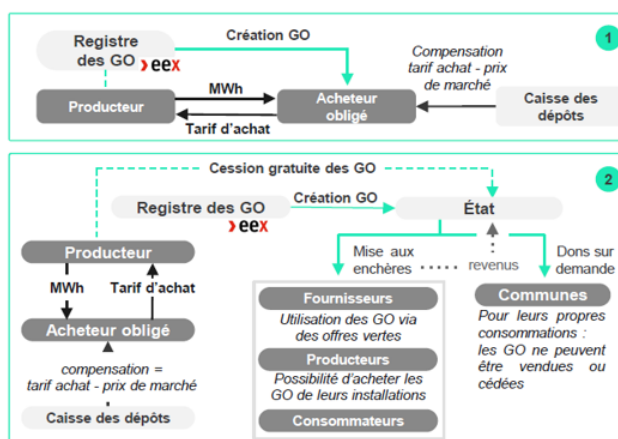 1
Registre
des GO
eex
Création GO
Compensation
tarif achat - prix
de marché
Producteur
MWh
Tarif d'achat
Acheteur
obligé
Caisse des
dépôts
2
Cession gratuite des GO
Registre des GO
eex
Création GO
État
Producteur
MWh
Tarif d'achat
Acheteur obligé
compensation =
tarif achat - prix de marché
Caisse des dépôts
Mise aux
enchères
revenus
Dons sur
demande
Fournisseurs
Utilisation des GO via
des offres vertes
Producteurs
Possibilité d'acheter les
GO de leurs installations
Consommateurs
Communes
Pour leurs propres
consommations :
les GO ne peuvent
être vendues ou
cédées